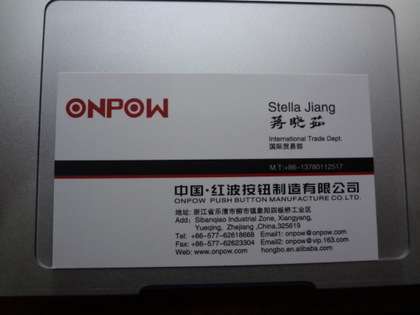 ONPOW
Stella Jiang
蒋晓茹
International Trade Dept.
国际贸易部
M.T:+86-13780112517
中国·红波按钮制造有限公司
ONPOW PUSH BUTTON MANUFACTURE CO.LTD.
地址: 浙江省乐清市柳市镇象阳四板桥工业区
Add: Sibanqiao Industrial Zone, Xiangyang,
Yueqing, Zhejiang ,China,325619
Tel: +86-577-62618668 Email1: onpow@onpow.com
Fax: +86-577-62623304 Email2: onpow@vip.163.com
Web: www.onpow.com hongbo.en.alibaba.com